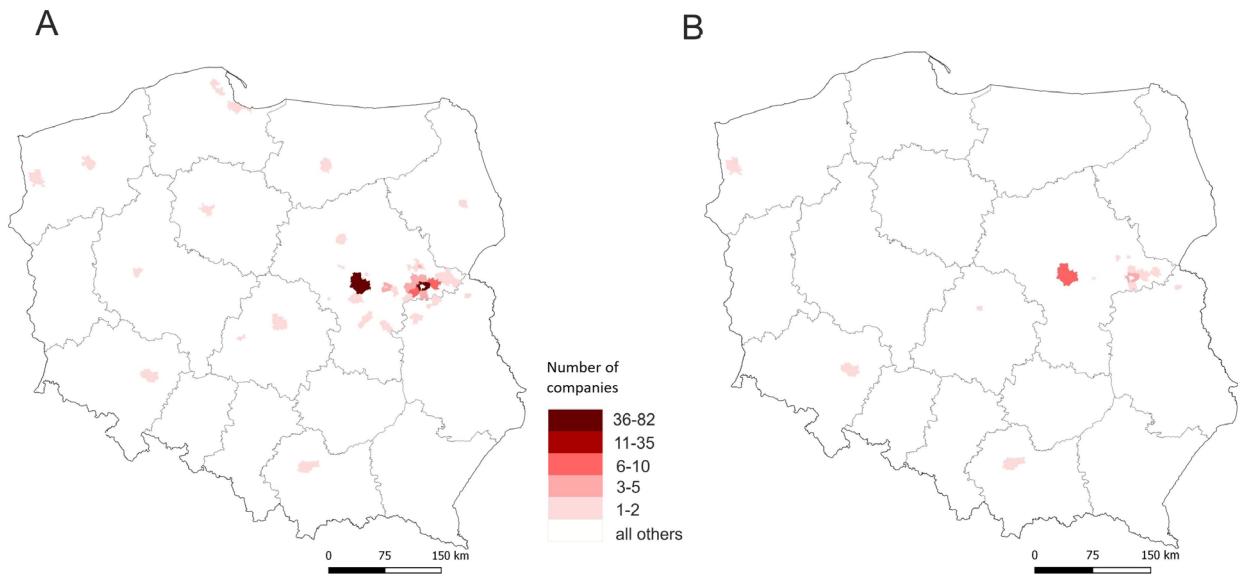 A
B
Number of
companies
36-82
11-35
6-10
3-5
1-2
all others
0 75 150 km
0 75 150 km